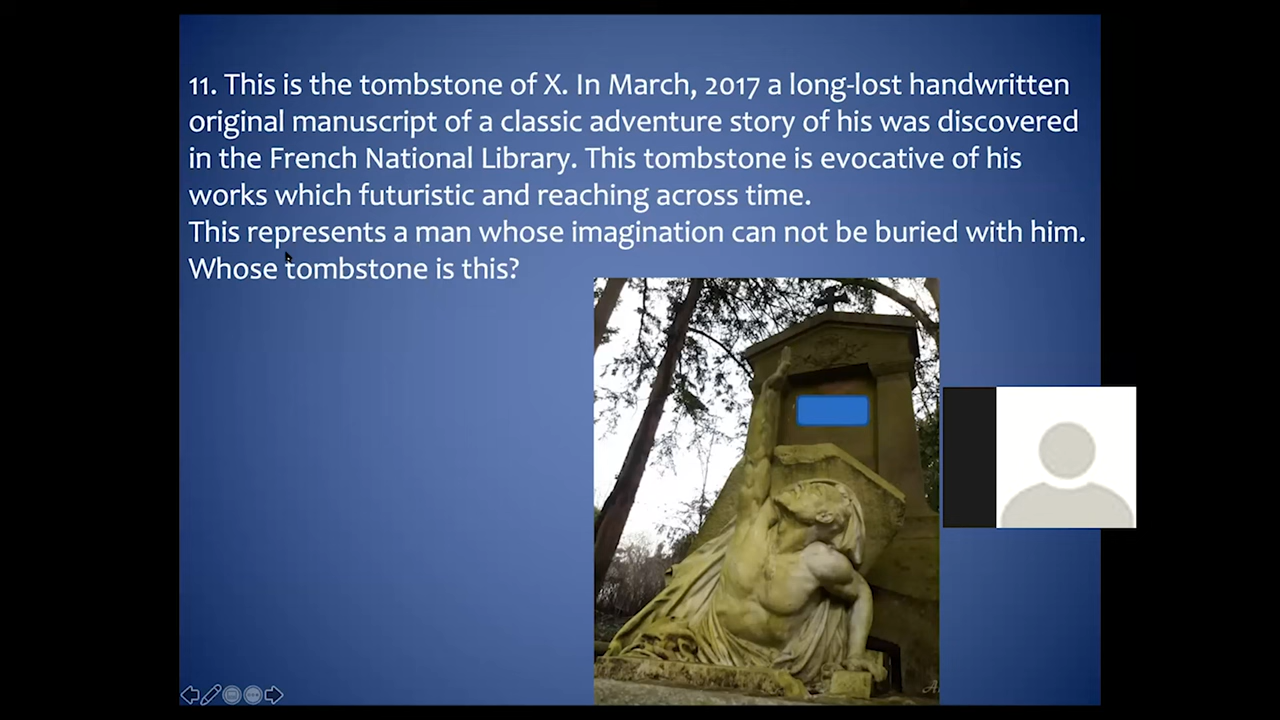 11. This is the tombstone of X. In March, 2017 a long-lost handwritten
original manuscript of a classic adventure story of his was discovered
in the French National Library. This tombstone is evocative of his
works which futuristic and reaching across time.
This represents a man whose imagination can not be buried with him.
Whose tombstone is this?